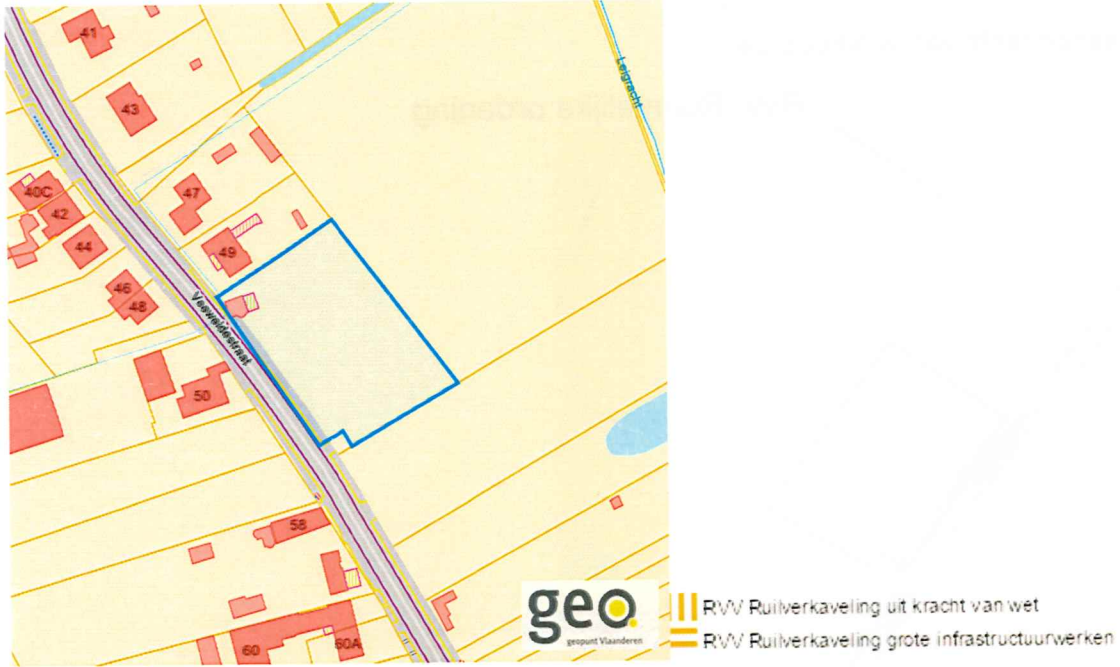 41
43
Leigracht
47
40C
42
49
44
46
48
Veeweidestraat
50
58
60
60A
geo
geopunt Vlaanderen
RVV Ruilverkaveling uit kracht van wet
RVV Ruilverkaveling grote infrastructuurwerken